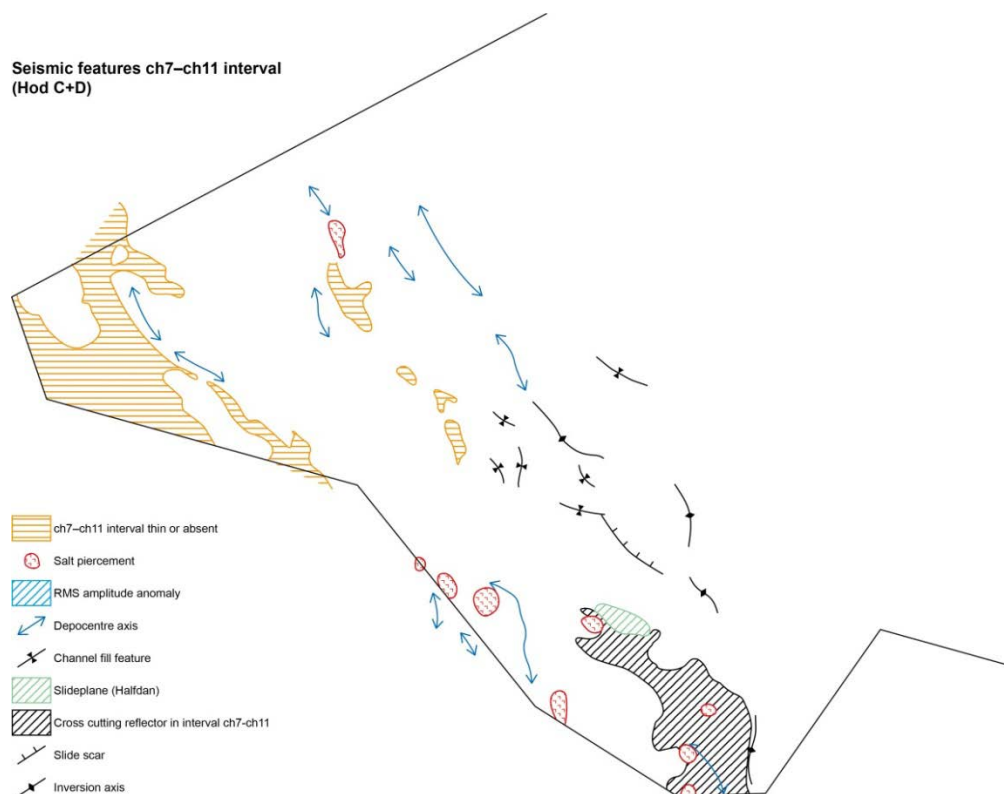 Seismic features ch7–ch11 interval
(Hod C+D)
ch7–ch11 interval thin or absent
Salt piercement
RMS amplitude anomaly
Depocentre axis
Channel fill feature
Slideplane (Halfdan)
Cross cutting reflector in interval ch7-ch11
Slide scar
Inversion axis